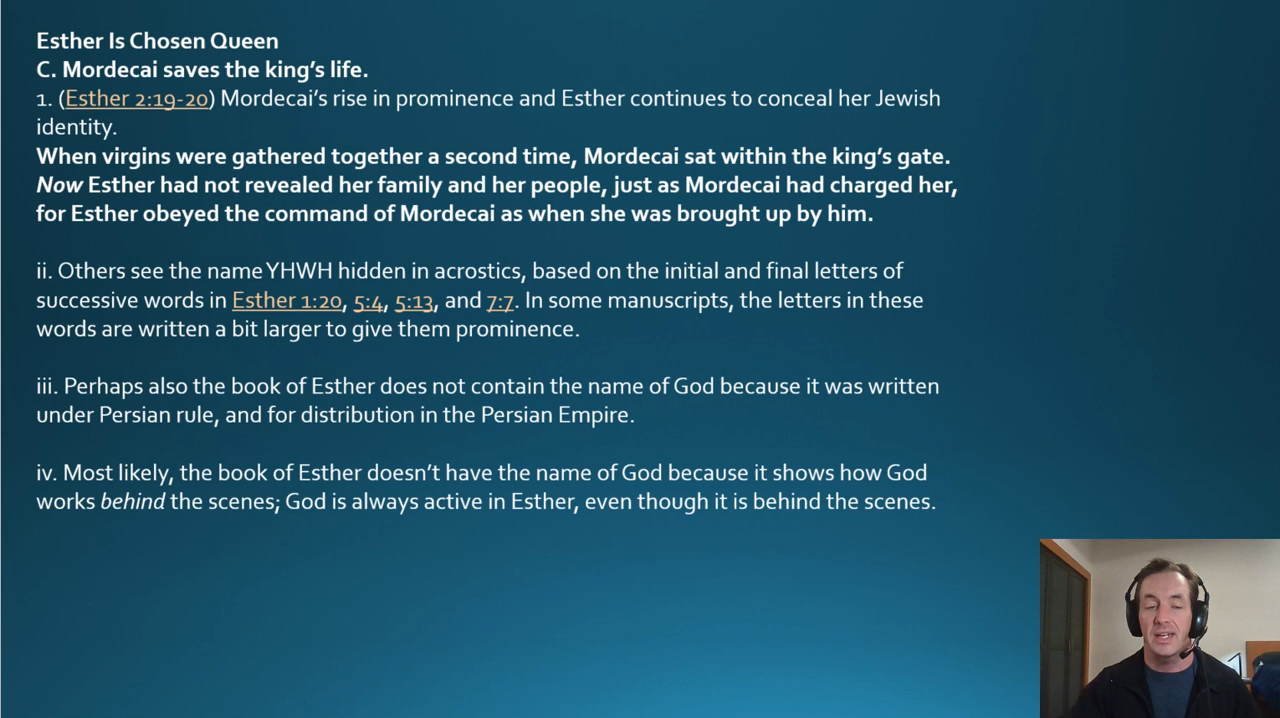 Esther Is Chosen Queen
C. Mordecai saves the king’s life.
1. (Esther 2:19-20) Mordecai’s rise in prominence and Esther continues to conceal her Jewish
identity.
When virgins were gathered together a second time, Mordecai sat within the king’s gate.
Now Esther had not revealed her family and her people, just as Mordecai had charged her,
for Esther obeyed the command of Mordecai as when she was brought up by him.
ii. Others see the name YHWH hidden in acrostics, based on the initial and final letters of
successive words in Esther 1:20, 5:4, 5:13, and 7:7. In some manuscripts, the letters in these
words are written a bit larger to give them prominence.
iii. Perhaps also the book of Esther does not contain the name of God because it was written
under Persian rule, and for distribution in the Persian Empire.
iv. Most likely, the book of Esther doesn’t have the name of God because it shows how God
works behind the scenes; God is always active in Esther, even though it is behind the scenes.